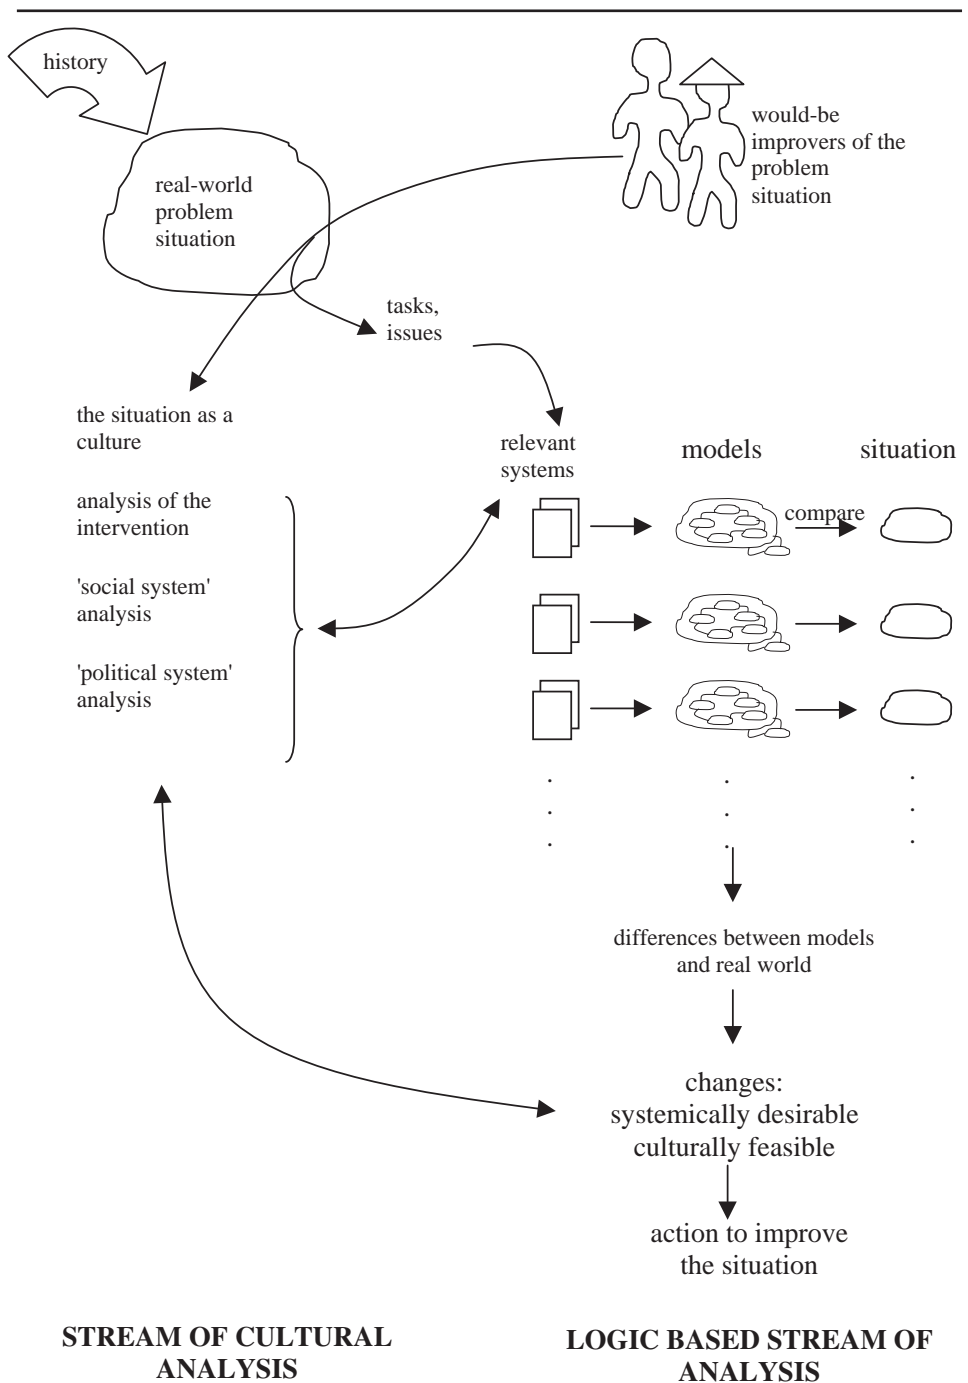 history
would-be
improvers of the
problem
situation
real-world
problem
situation
tasks,
issues
the situation as a
culture
relevant
systems
models
situation
analysis of the
intervention
compare
'social system'
analysis
'political system'
analysis
differences between models
and real world
changes:
systemically desirable
culturally feasible
action to improve
the situation
STREAM OF CULTURAL
ANALYSIS
LOGIC BASED STREAM OF
ANALYSIS